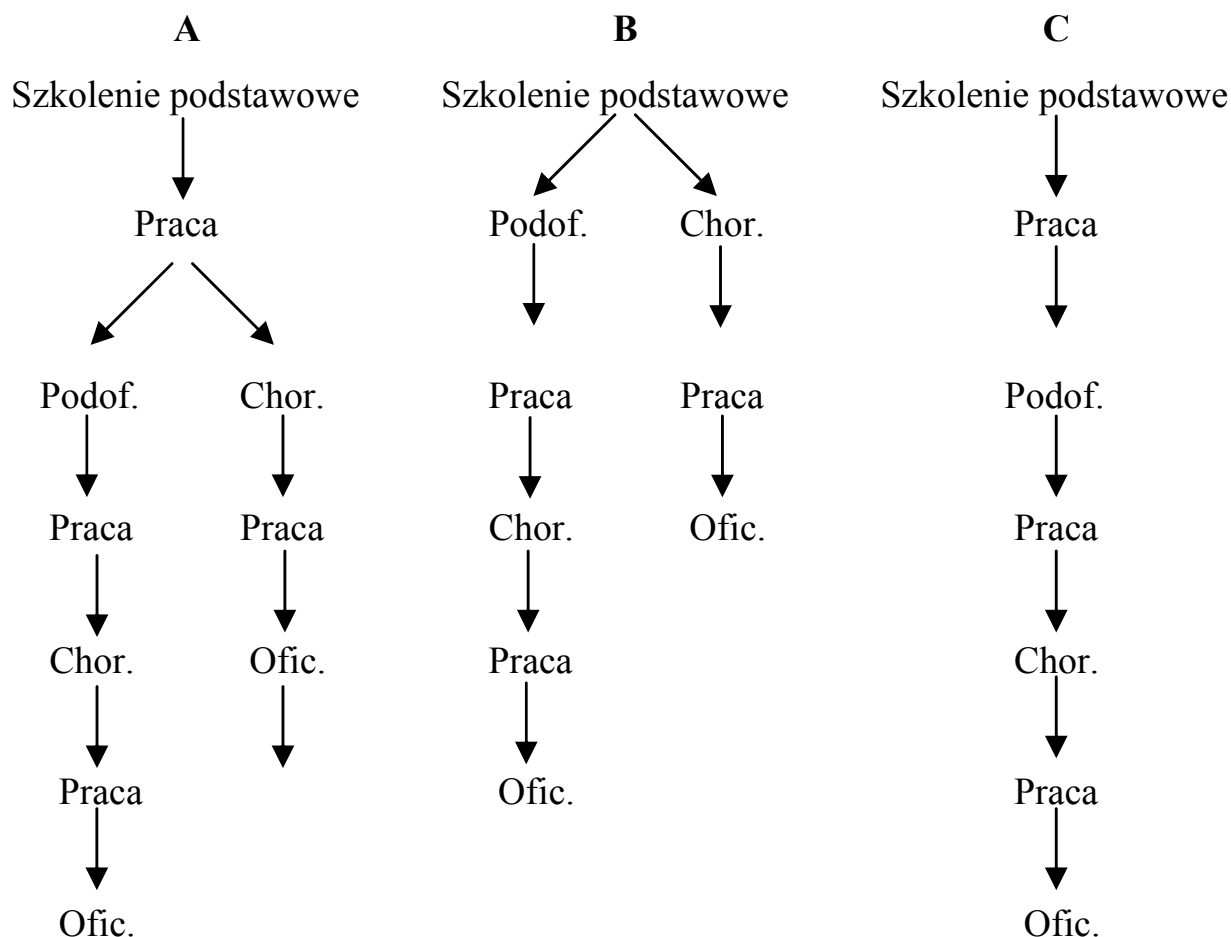 A B C
Szkolenie podstawowe Szkolenie podstawowe Szkolenie podstawowe
Praca Podof. Chor. Praca
Podof. Chor. Praca Praca Podof.
Praca Praca Chor. Ofic. Praca
Chor. Ofic. Praca Chor.
Praca Ofic. Praca
Ofic. Ofic.